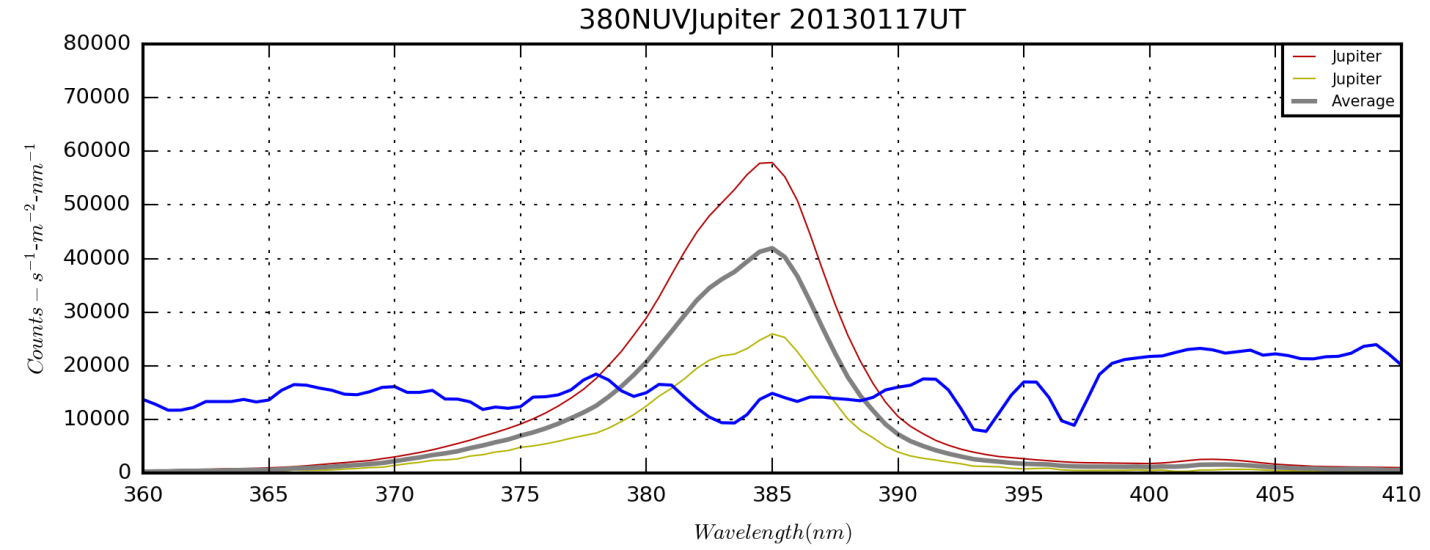 380NUVJupiter 20130117UT
80000
70000
60000
50000
40000
30000
20000
10000
0
Counts − s⁻¹-m⁻²-nm⁻¹
Jupiter
Jupiter
Average
360 365 370 375 380 385 390 395 400 405 410
Wavelength(nm)